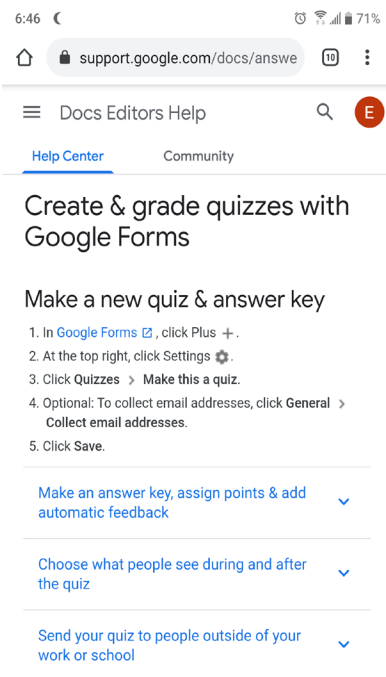 6:46 71%
support.google.com/docs/answe 10
Docs Editors Help E
Help Center Community
Create & grade quizzes with
Google Forms
Make a new quiz & answer key
1. In Google Forms , click Plus .
2. At the top right, click Settings .
3. Click Quizzes > Make this a quiz.
4. Optional: To collect email addresses, click General >
Collect email addresses.
5. Click Save.
Make an answer key, assign points & add
automatic feedback
Choose what people see during and after
the quiz
Send your quiz to people outside of your
work or school